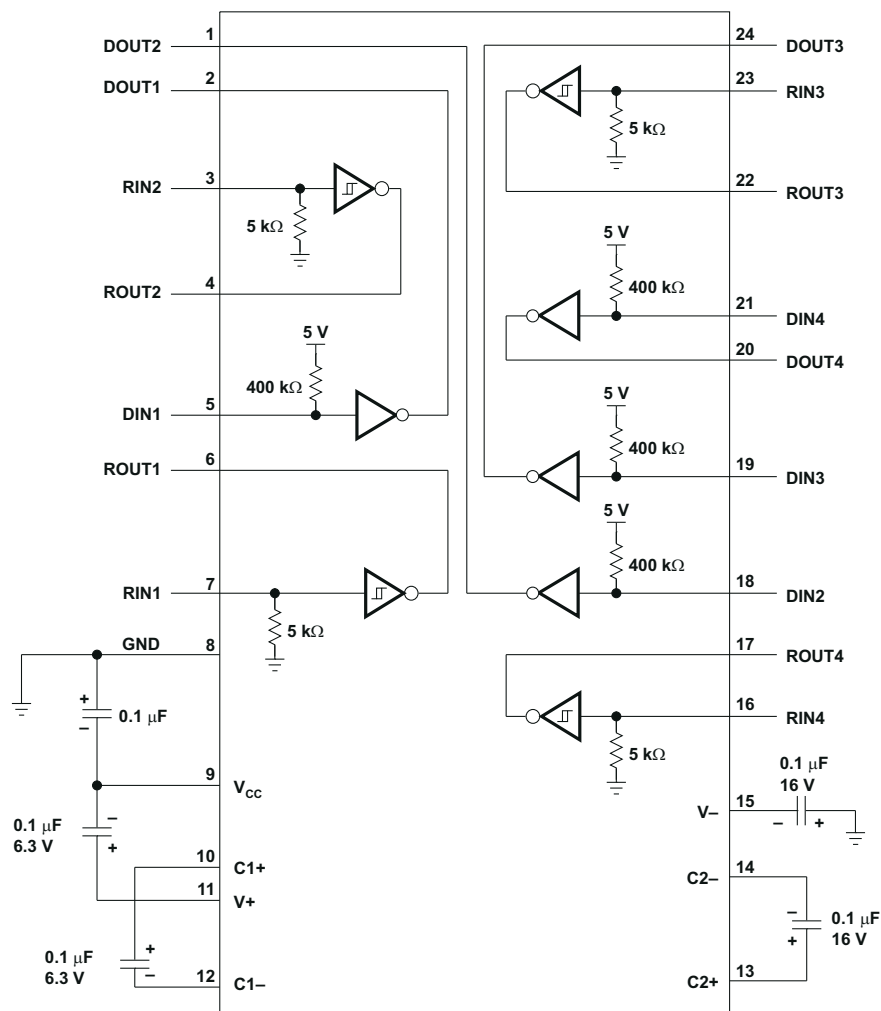 DOUT2 1
DOUT1 2
RIN2 3
5 kΩ
ROUT2 4
5 V
400 kΩ
DIN1 5
ROUT1 6
RIN1 7
5 kΩ
GND 8
+
0.1 μF
–
9 VCC
0.1 μF
6.3 V
–
+
10 C1+
11 V+
0.1 μF
6.3 V
+
–
12 C1–
24 DOUT3
23 RIN3
5 kΩ
22 ROUT3
5 V
400 kΩ
21 DIN4
20 DOUT4
5 V
400 kΩ
19 DIN3
5 V
400 kΩ
18 DIN2
17 ROUT4
16 RIN4
5 kΩ
0.1 μF
16 V
V– 15
– +
C2– 14
–
+
0.1 μF
16 V
C2+ 13